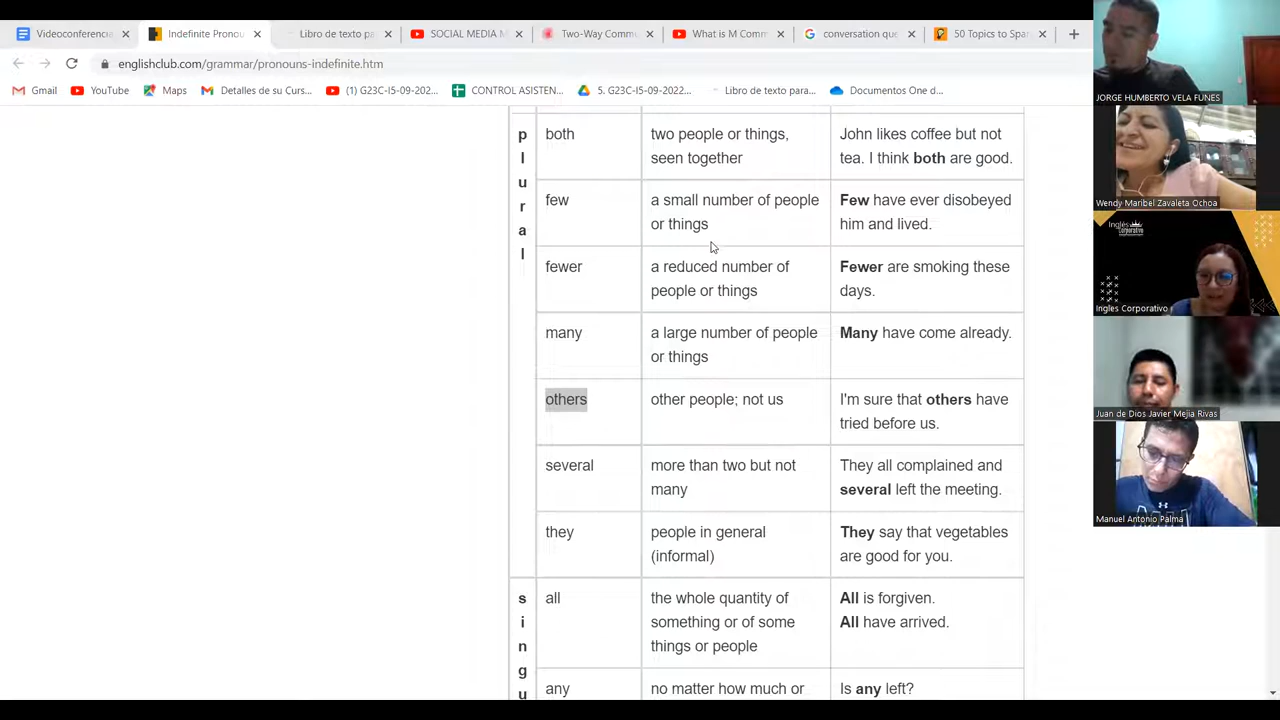 Videoconferencia
Indefinite Pronou
Libro de texto pa
SOCIAL MEDIA M
Two-Way Commu
What is M Comm
conversation que
50 Topics to Spar
englishclub.com/grammar/pronouns-indefinite.htm
Gmail
YouTube
Maps
Detalles de su Curs...
(1) G23C-I5-09-202...
CONTROL ASISTEN...
5. G23C-I5-09-2022...
Libro de texto para...
Documentos One d...
plural
both
two people or things,
seen together
John likes coffee but not
tea. I think both are good.
few
a small number of people
or things
Few have ever disobeyed
him and lived.
fewer
a reduced number of
people or things
Fewer are smoking these
days.
many
a large number of people
or things
Many have come already.
others
other people; not us
I'm sure that others have
tried before us.
several
more than two but not
many
They all complained and
several left the meeting.
they
people in general
(informal)
They say that vegetables
are good for you.
singu
all
the whole quantity of
something or of some
things or people
All is forgiven.
All have arrived.
any
no matter how much or
Is any left?
JORGE HUMBERTO VELA FUNES
Wendy Maribel Zavaleta Ochoa
Inglés
Corporativo
Ingles Corporativo
Juan de Dios Javier Mejia Rivas
Manuel Antonio Palma